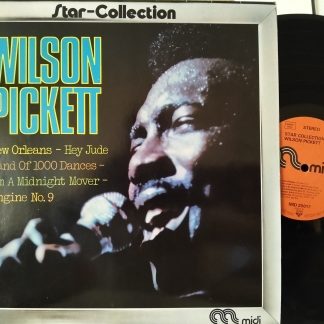 Star-Collection
WILSON
PICKETT
ew Orleans - Hey Jude
and Of 1000 Dances -
m A Midnight Mover -
ngine No. 9
midi
STEREO
STAR-COLLECTION
WILSON PICKETT
midi